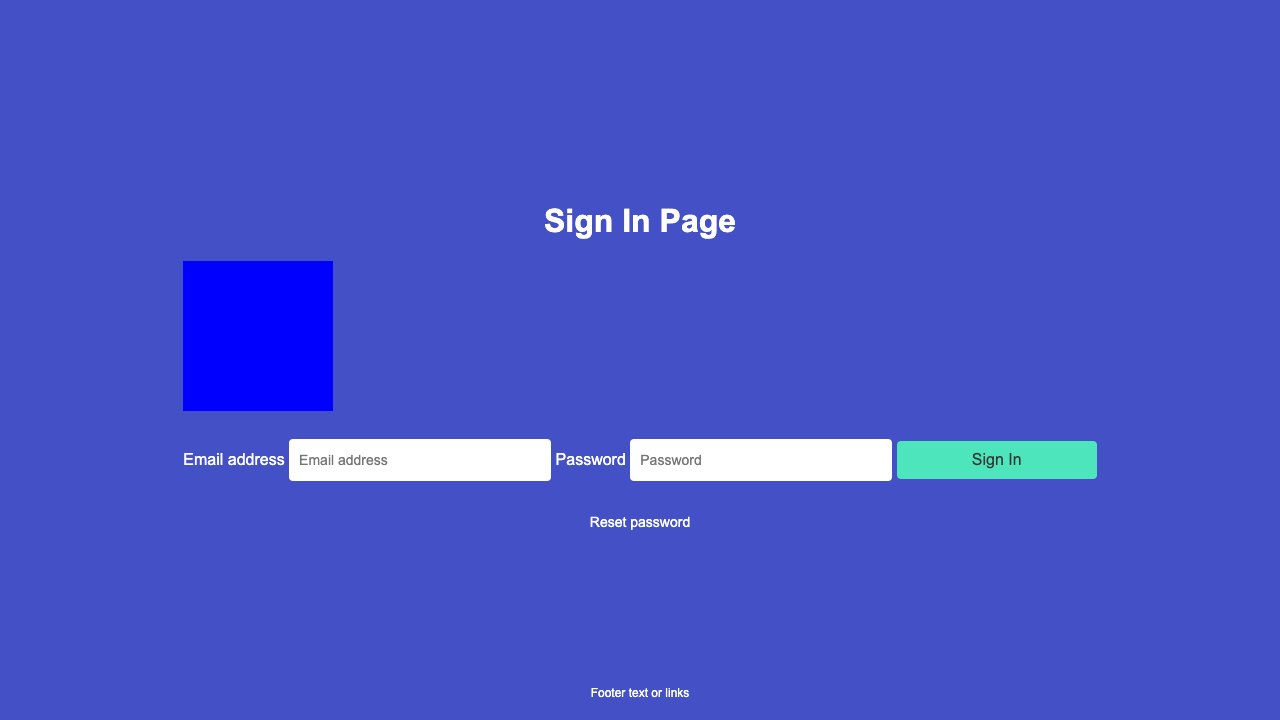 Sign In Page
Email address Email address Password Password Sign In
Reset password
Footer text or links